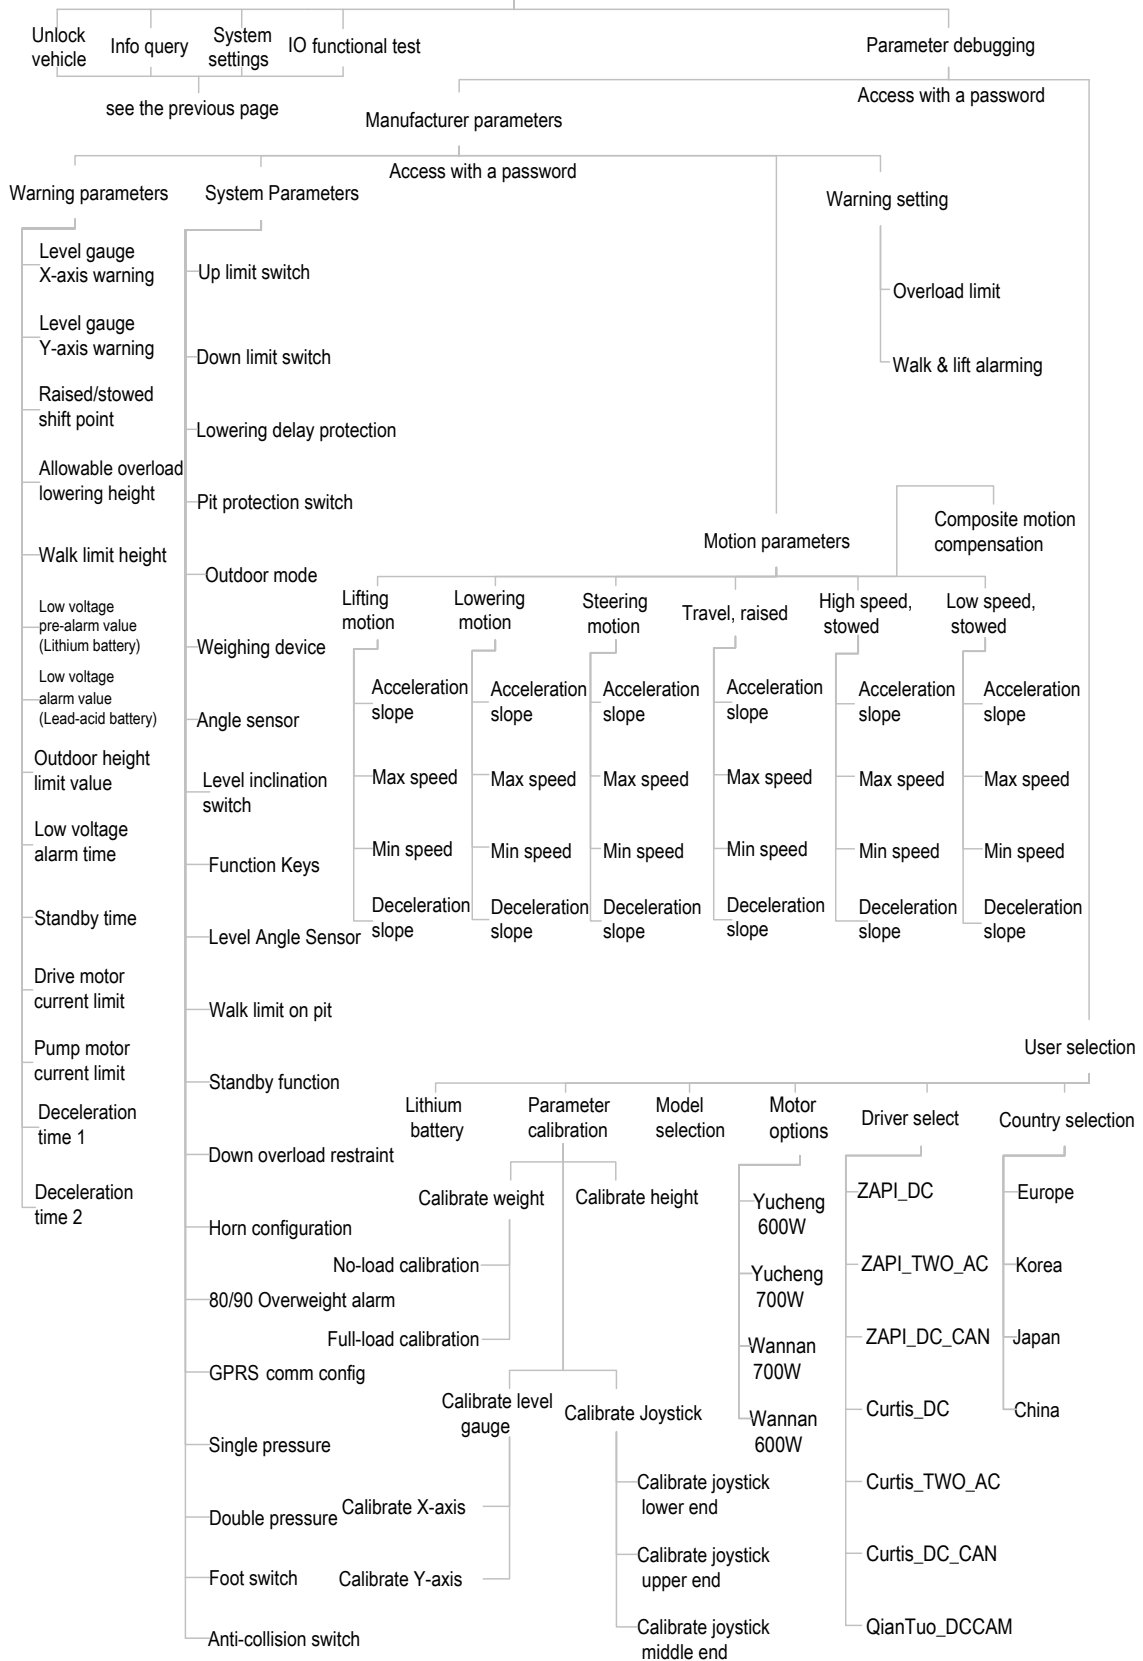 Unlock
vehicle
Info query
System
settings
IO functional test
Parameter debugging
see the previous page
Access with a password
Manufacturer parameters
Access with a password
Warning parameters
System Parameters
Warning setting
Level gauge
X-axis warning
Level gauge
Y-axis warning
Raised/stowed
shift point
Allowable overload
lowering height
Walk limit height
Low voltage
pre-alarm value
(Lithium battery)
Low voltage
alarm value
(Lead-acid battery)
Outdoor height
limit value
Low voltage
alarm time
Standby time
Drive motor
current limit
Pump motor
current limit
Deceleration
time 1
Deceleration
time 2
Up limit switch
Down limit switch
Lowering delay protection
Pit protection switch
Outdoor mode
Weighing device
Angle sensor
Level inclination
switch
Function Keys
Level Angle Sensor
Walk limit on pit
Standby function
Down overload restraint
Horn configuration
80/90 Overweight alarm
GPRS comm config
Single pressure
Double pressure
Foot switch
Anti-collision switch
Overload limit
Walk & lift alarming
Motion parameters
Composite motion
compensation
Lifting
motion
Acceleration
slope
Max speed
Min speed
Deceleration
slope
Lowering
motion
Acceleration
slope
Max speed
Min speed
Deceleration
slope
Steering
motion
Acceleration
slope
Max speed
Min speed
Deceleration
slope
Travel, raised
Acceleration
slope
Max speed
Min speed
Deceleration
slope
High speed,
stowed
Acceleration
slope
Max speed
Min speed
Deceleration
slope
Low speed,
stowed
Acceleration
slope
Max speed
Min speed
Deceleration
slope
User selection
Lithium
battery
Parameter
calibration
Model
selection
Motor
options
Driver select
Country selection
Calibrate weight
Calibrate height
No-load calibration
Full-load calibration
Calibrate level
gauge
Calibrate Joystick
Calibrate X-axis
Calibrate Y-axis
Calibrate joystick
lower end
Calibrate joystick
upper end
Calibrate joystick
middle end
Yucheng
600W
Yucheng
700W
Wannan
700W
Wannan
600W
ZAPI_DC
ZAPI_TWO_AC
ZAPI_DC_CAN
Curtis_DC
Curtis_TWO_AC
Curtis_DC_CAN
QianTuo_DCCAM
Europe
Korea
Japan
China